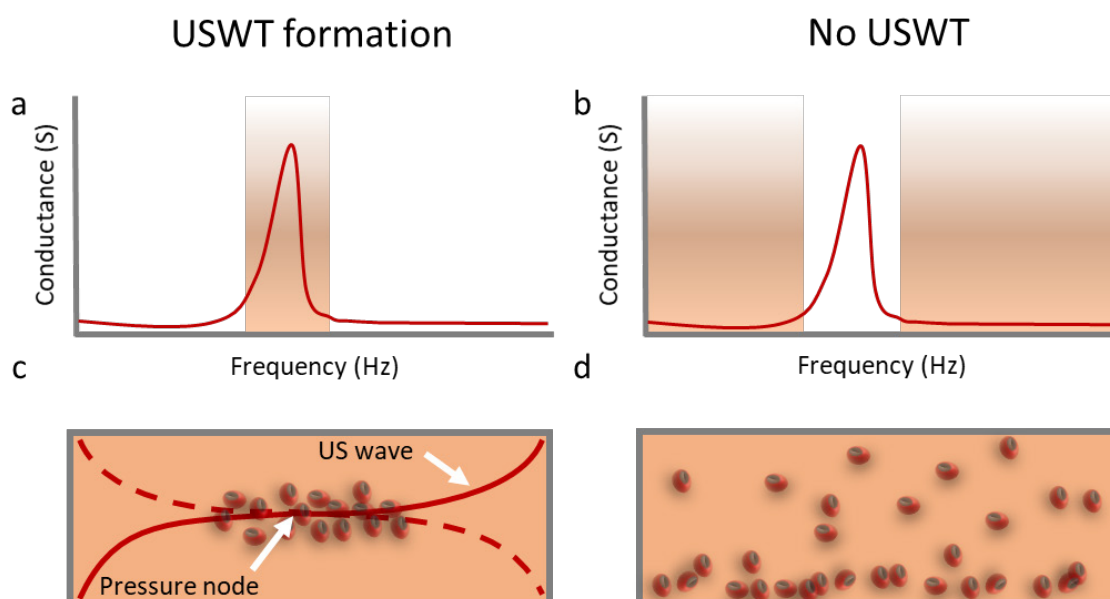 USWT formation
No USWT
a
b
Conductance (S)
Conductance (S)
Frequency (Hz)
Frequency (Hz)
c
d
US wave
Pressure node